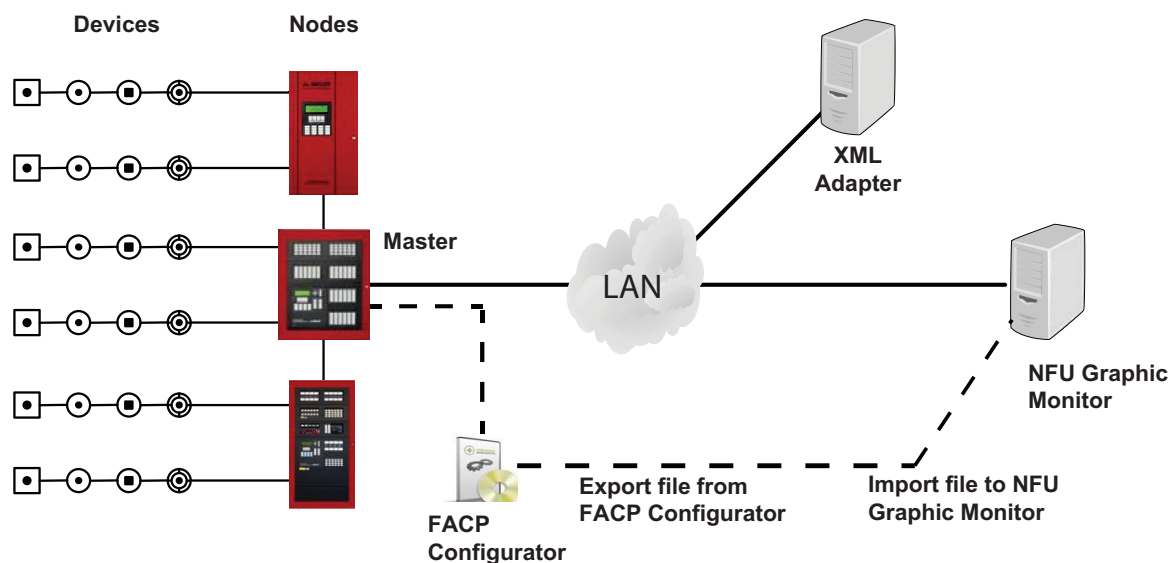 Devices
Nodes
Master
LAN
XML
Adapter
NFU Graphic
Monitor
FACP
Configurator
Export file from
FACP Configurator
Import file to NFU
Graphic Monitor